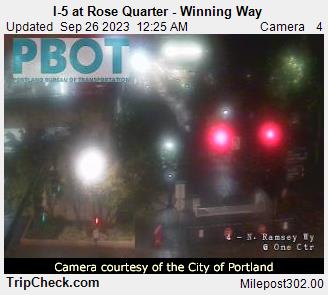 I-5 at Rose Quarter - Winning Way
Updated Sep 26 2023 12:25 AM Camera 4
PBOT
PORTLAND BUREAU OF TRANSPORTATION
4 - N. Ramsey Wy
@ One Ctr
Camera courtesy of the City of Portland
TripCheck.com Milepost302.00